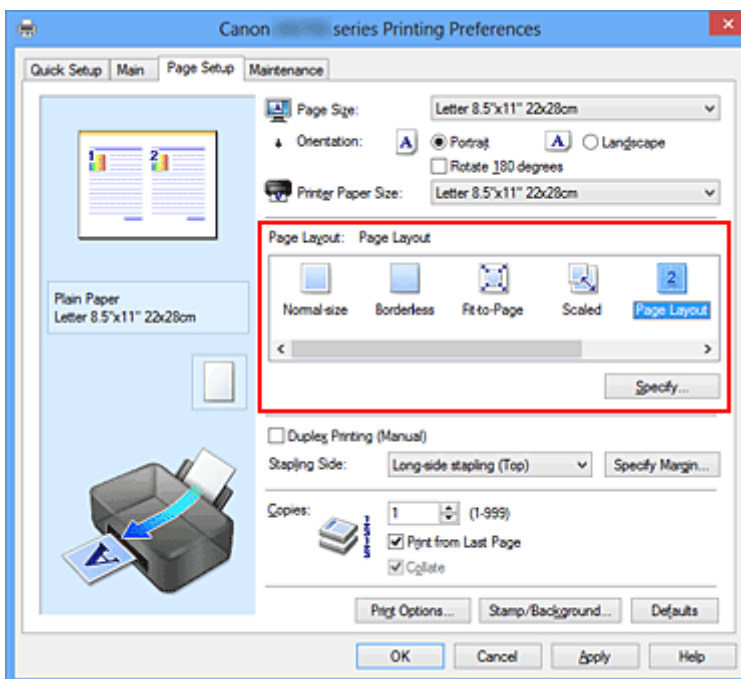 Canon series Printing Preferences
Quick Setup Main Page Setup Maintenance
1 2
Plain Paper
Letter 8.5"x11" 22x28cm
Page Size: Letter 8.5"x11" 22x28cm
Orientation: A Portrait A Landscape
Rotate 180 degrees
Printer Paper Size: Letter 8.5"x11" 22x28cm
Page Layout: Page Layout
2
Normal-size Borderless Fit-to-Page Scaled Page Layout
Specify...
Duplex Printing (Manual)
Stapling Side: Long-side stapling (Top) Specify Margin...
Copies: 1 (1-999)
Print from Last Page
Collate
Print Options... Stamp/Background... Defaults
OK Cancel Apply Help